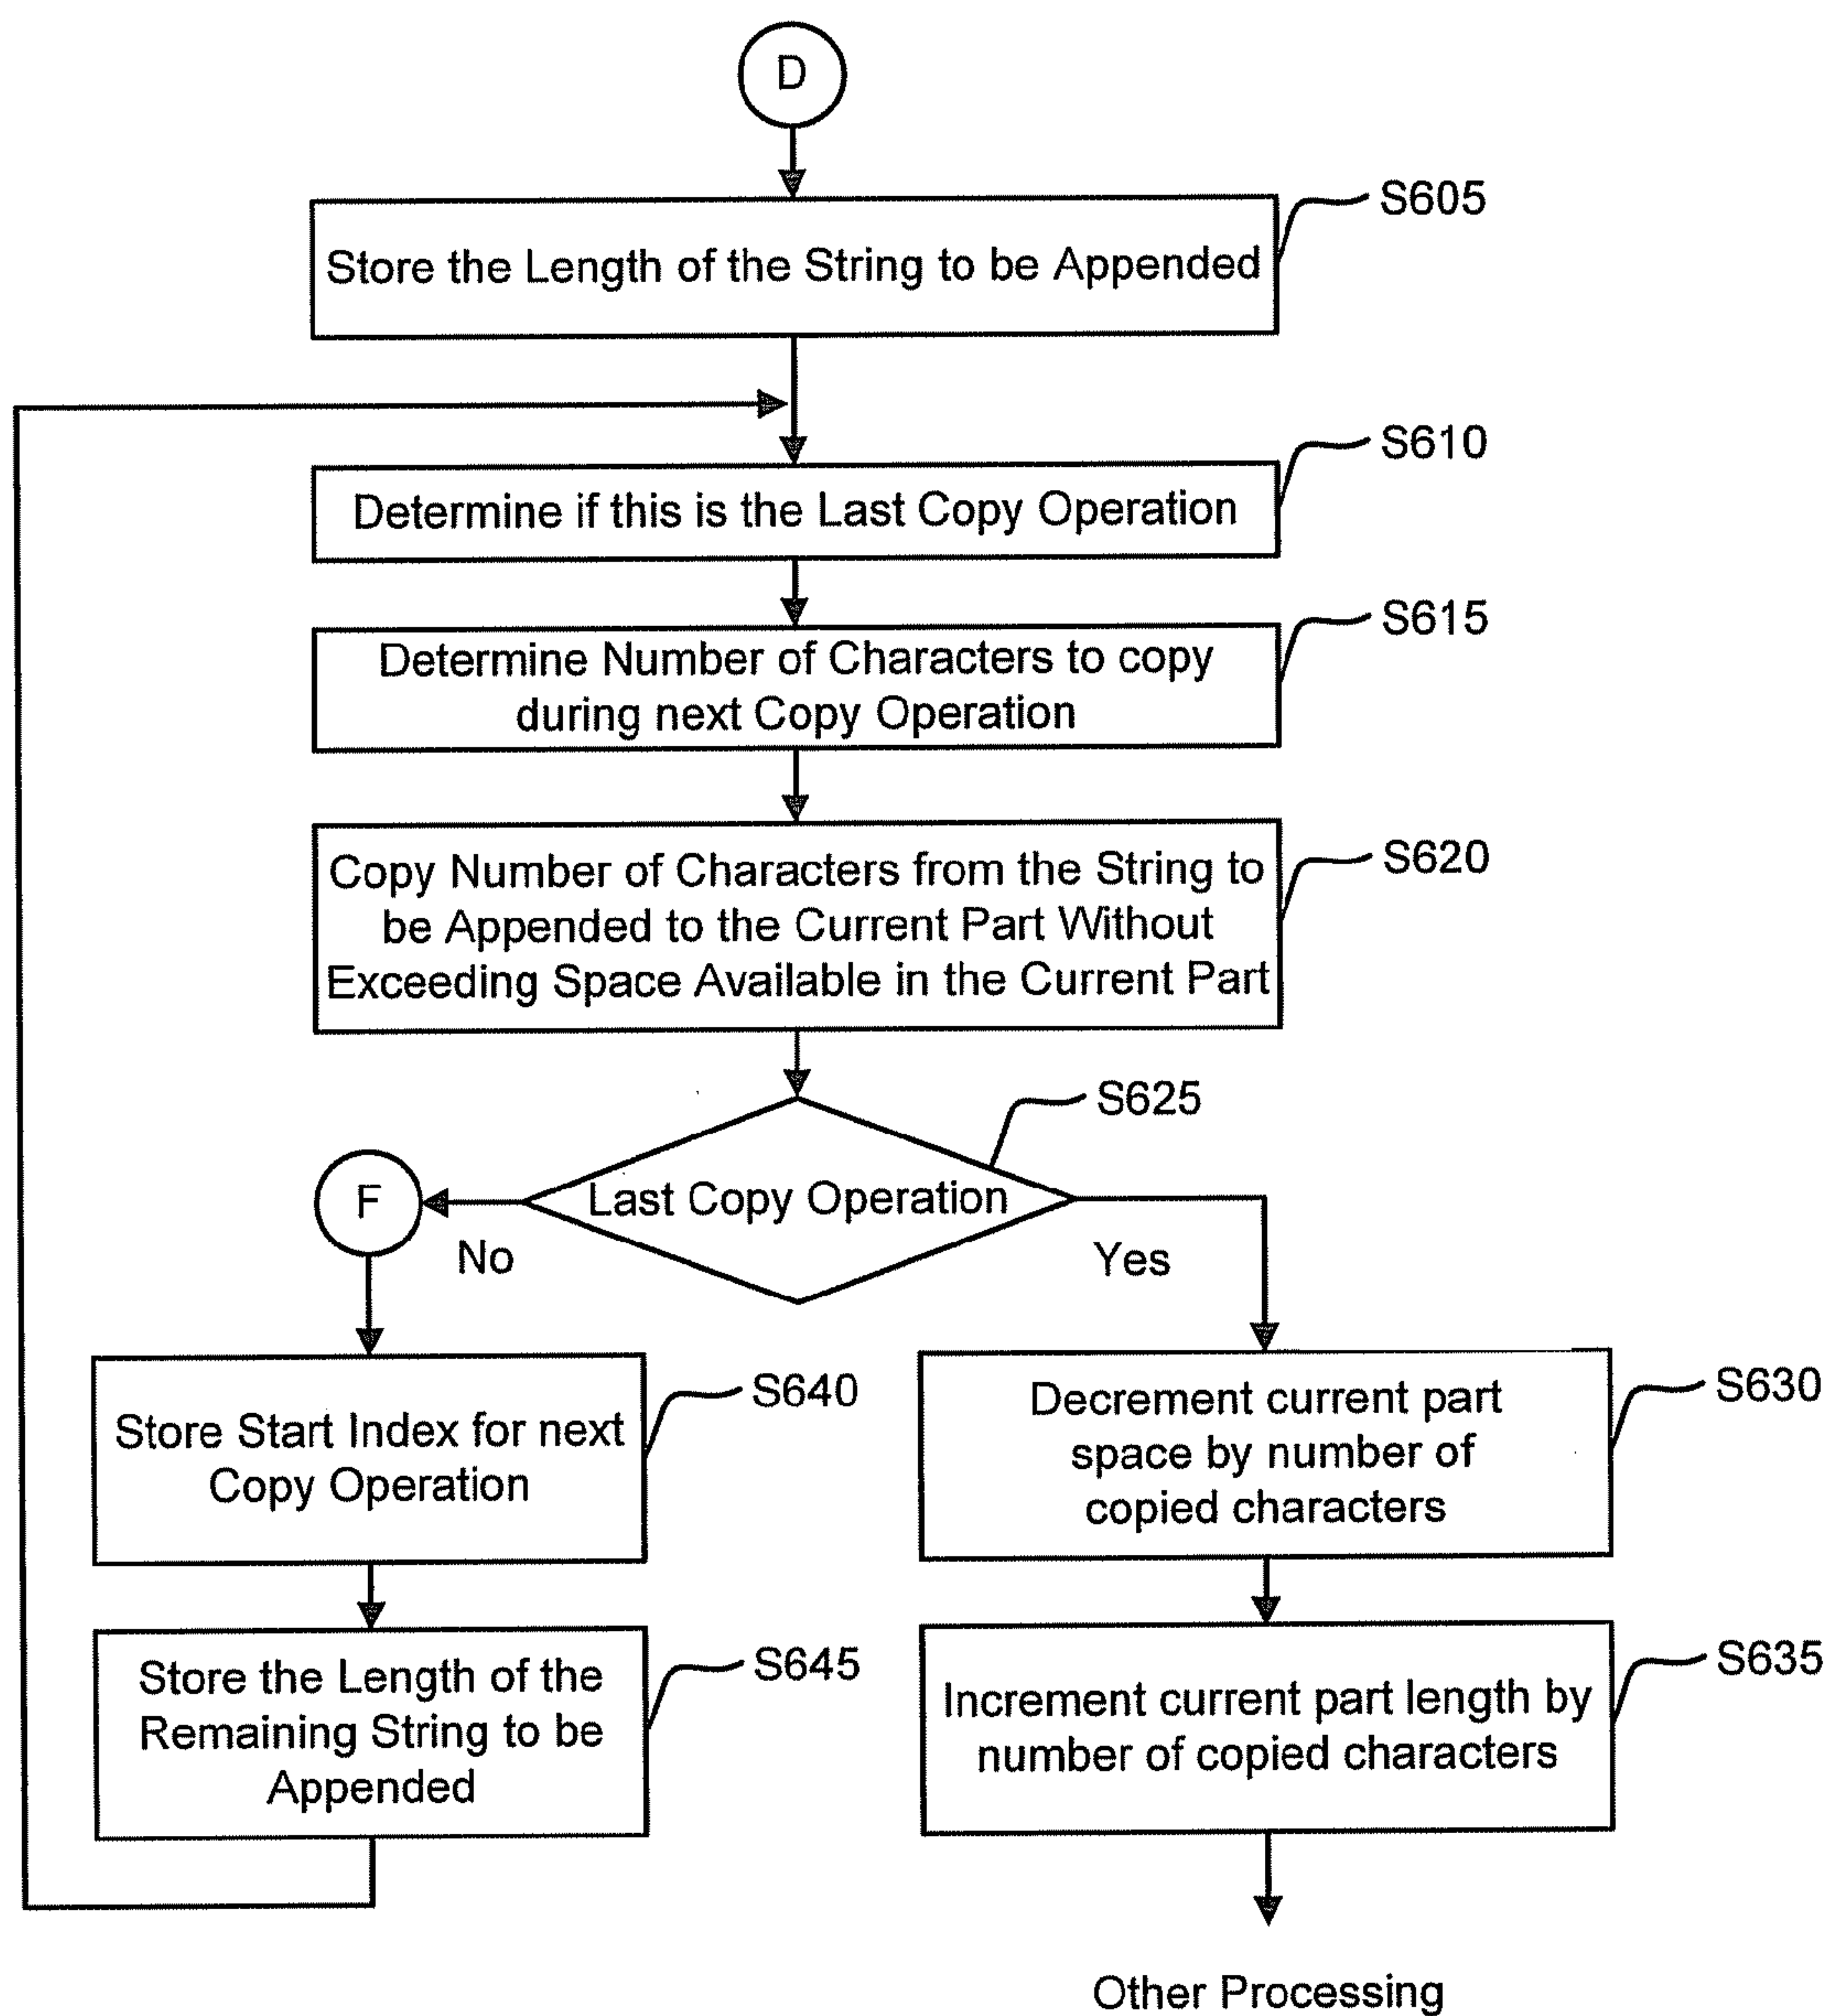 D
S605
Store the Length of the String to be Appended
S610
Determine if this is the Last Copy Operation
S615
Determine Number of Characters to copy
during next Copy Operation
S620
Copy Number of Characters from the String to
be Appended to the Current Part Without
Exceeding Space Available in the Current Part
S625
Last Copy Operation
F
No
Yes
S640
Store Start Index for next
Copy Operation
S630
Decrement current part
space by number of
copied characters
S645
Store the Length of the
Remaining String to be
Appended
S635
Increment current part length by
number of copied characters
Other Processing